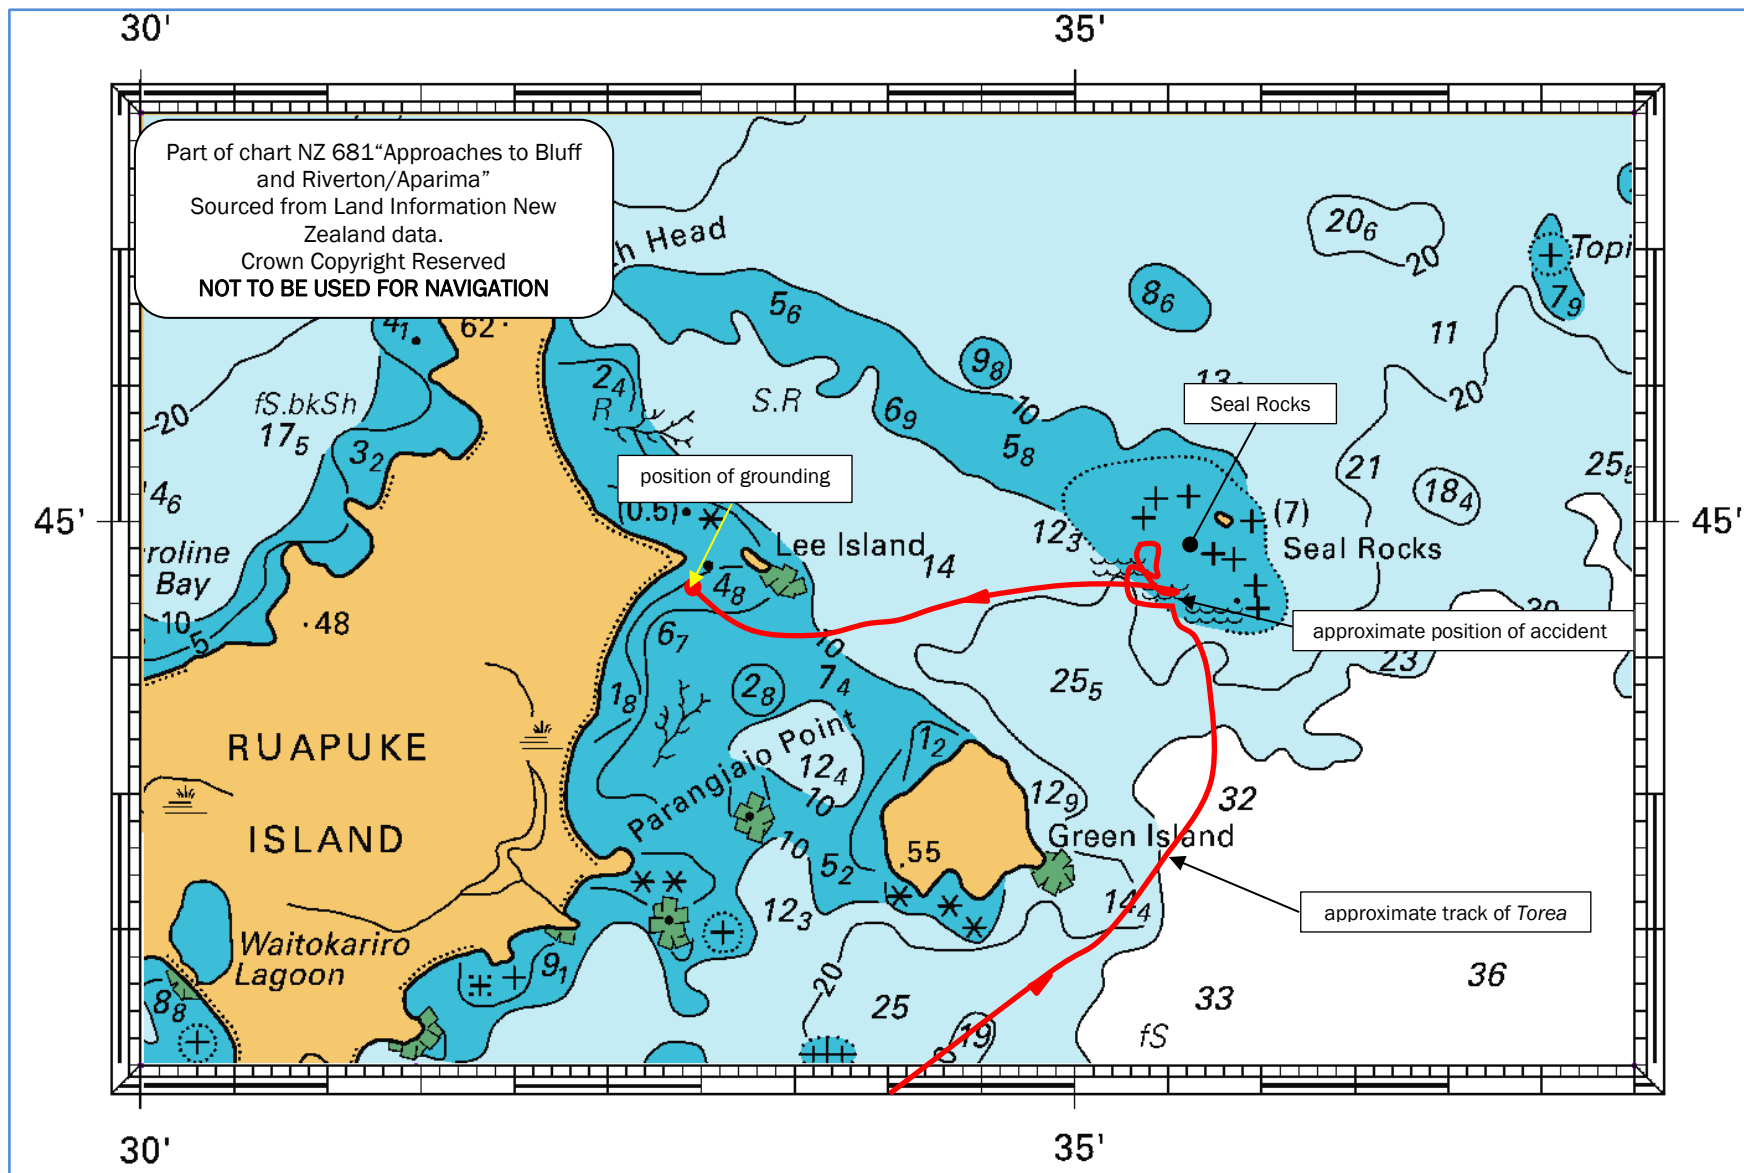 30'
35'
Part of chart NZ 681“Approaches to Bluff
and Riverton/Aparima”
Sourced from Land Information New
Zealand data.
Crown Copyright Reserved
NOT TO BE USED FOR NAVIGATION
h Head
20₆
20
Topi
5₆
8₆
7₉
4₁
62
11
9₈
2₄
R
S.R
13
20
fS.bkSh
20
17₅
6₉
10
5₈
Seal Rocks
3₂
position of grounding
21
18₄
25₅
4₆
(0.5)
45'
12₃
(7)
Seal Rocks
45'
roline
Bay
Lee Island
14
4₈
10
5
48
6₇
approximate position of accident
10
23
7₄
25₅
1₈
2₈
RUAPUKE
Parangiaio Point
1₂
12₄
10
12₉
32
ISLAND
10
Green Island
55
5₂
14₄
approximate track of Torea
12₃
Waitokariro
Lagoon
9₁
20
25
33
36
8₈
19
fS
30'
35'